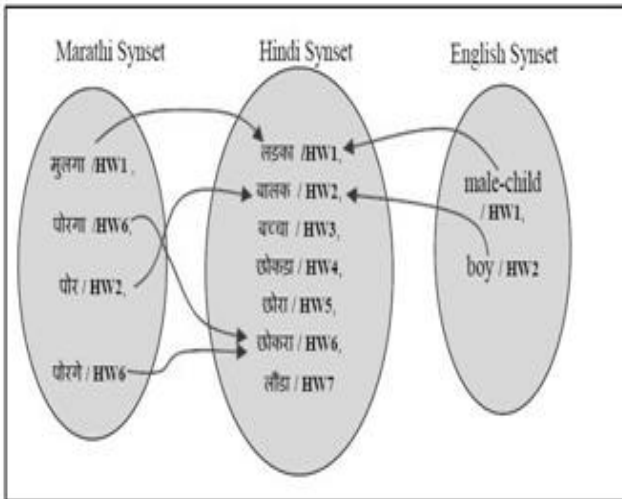 Marathi Synset
Hindi Synset
English Synset
मुलगा /HW1,
पोरगा /HW6,
पोर / HW2,
पोरगे / HW6
लडका /HW1,
बालक / HW2,
बच्चा / HW3,
छोकडा / HW4,
छोरा / HW5,
छोकरा / HW6,
लौंडा / HW7
male-child
/ HW1,
boy / HW2